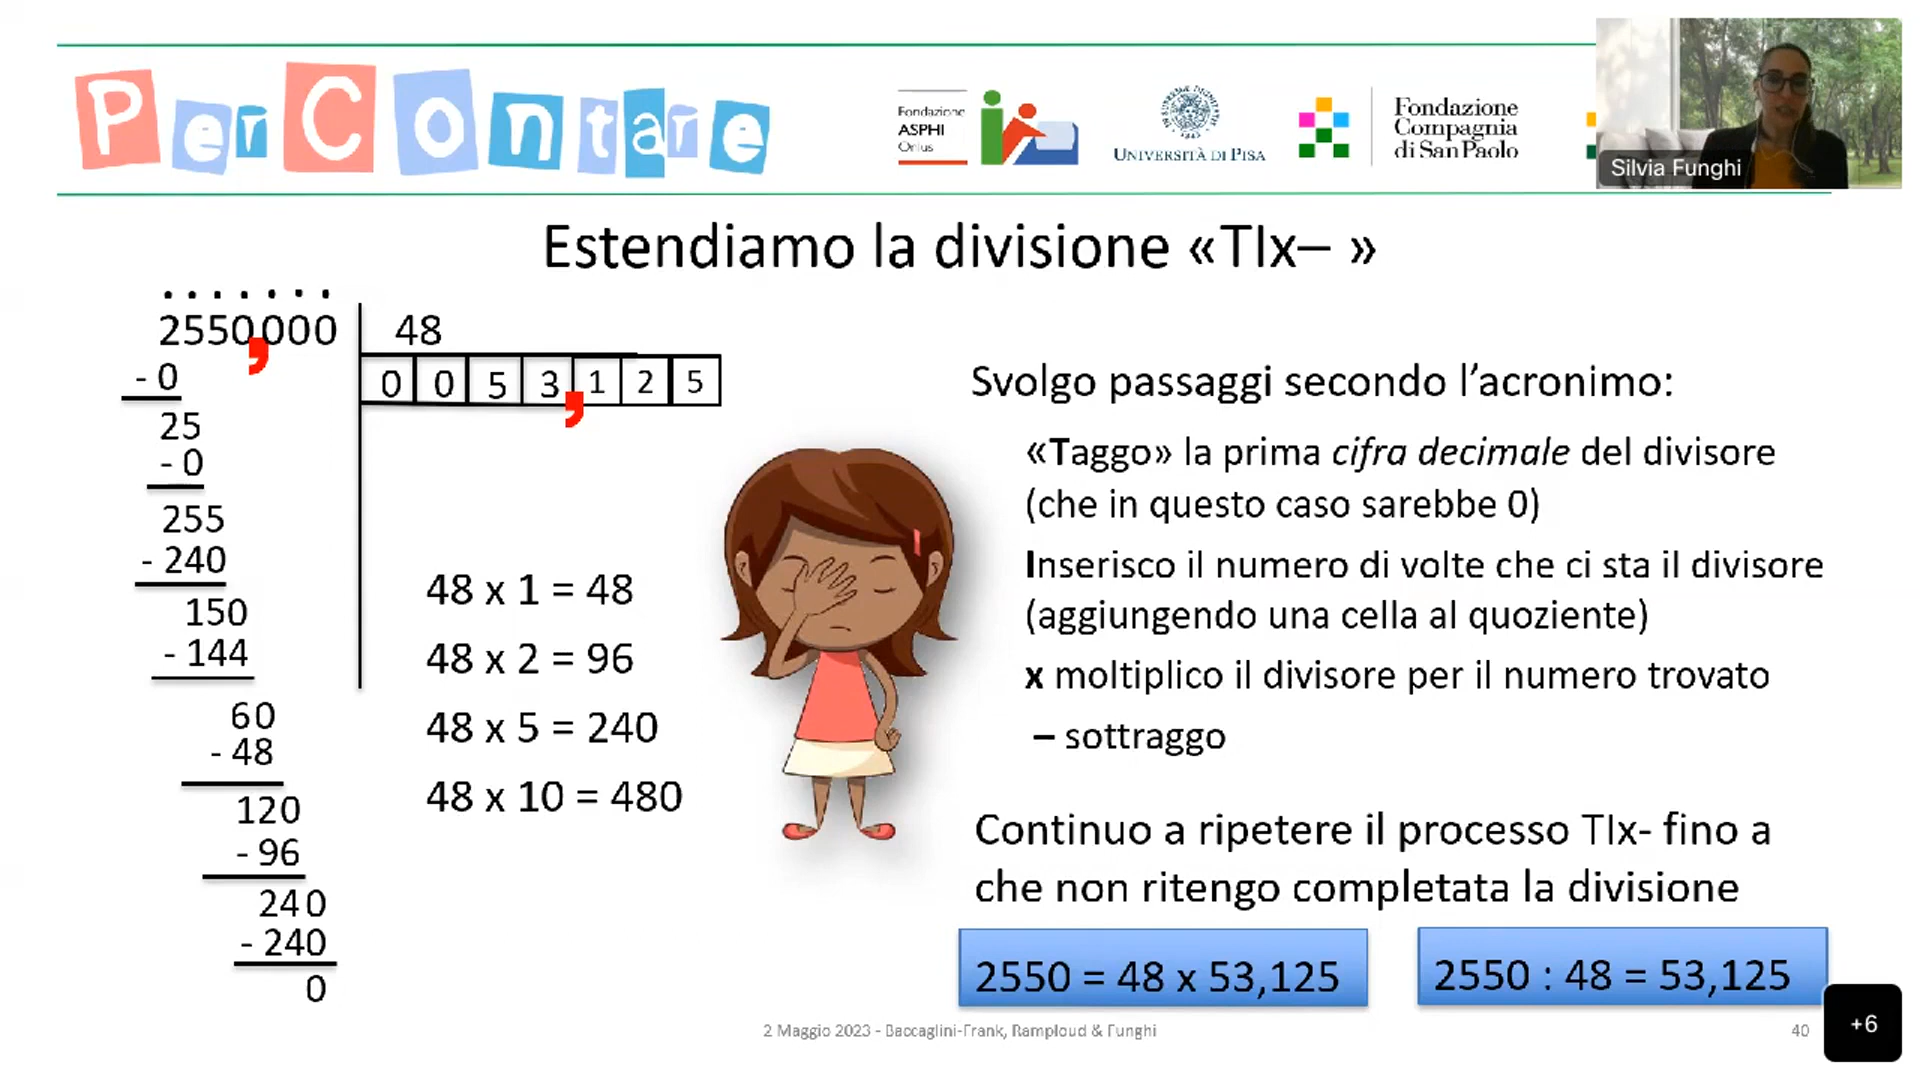 PerContare
Fondazione
ASPHI
Onlus
UNIVERSITÀ DI PISA
Fondazione
Compagnia
di San Paolo
Silvia Funghi
Estendiamo la divisione «TIx– »
. . . . . . .
2550,000
48
- 0
0 0 5 3, 1 2 5
25
- 0
255
- 240
150
- 144
60
- 48
120
- 96
240
- 240
0
48 x 1 = 48
48 x 2 = 96
48 x 5 = 240
48 x 10 = 480
Svolgo passaggi secondo l’acronimo:
«Taggo» la prima cifra decimale del divisore
(che in questo caso sarebbe 0)
Inserisco il numero di volte che ci sta il divisore
(aggiungendo una cella al quoziente)
x moltiplico il divisore per il numero trovato
– sottraggo
Continuo a ripetere il processo TIx- fino a
che non ritengo completata la divisione
2550 = 48 x 53,125
2550 : 48 = 53,125
2 Maggio 2023 - Baccaglini-Frank, Ramploud & Funghi
40
+6